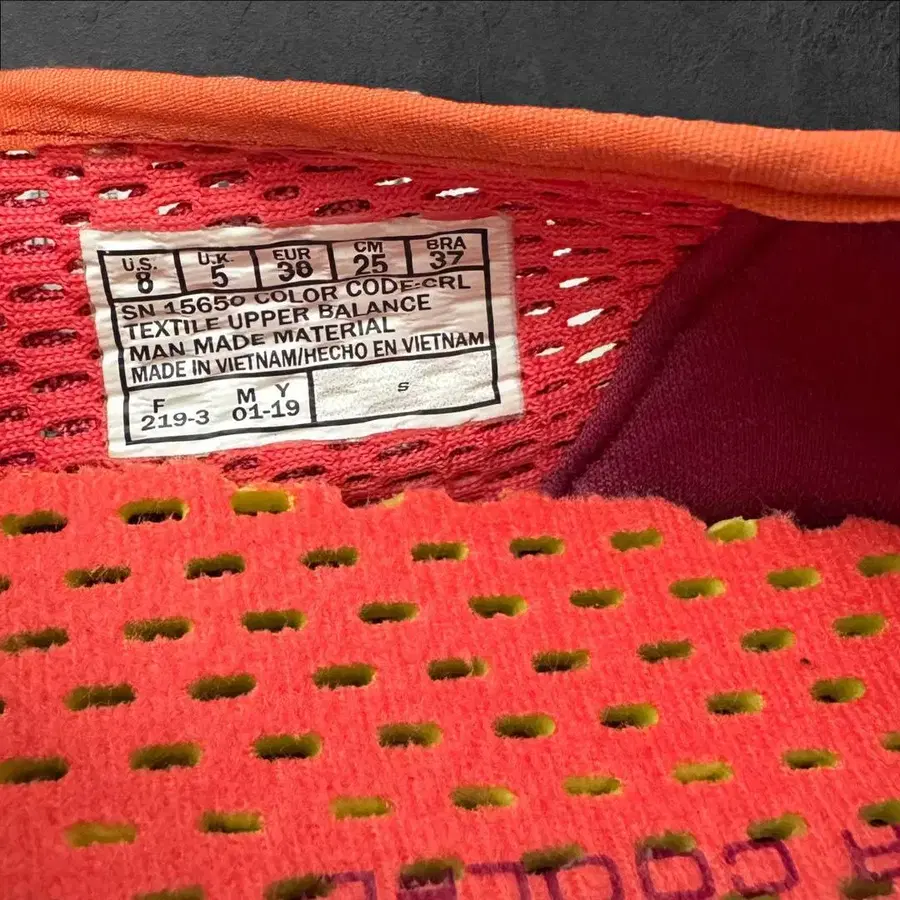 U.S. U.K. EUR CM BRA
8 5 38 25 37
SN 15650 COLOR CODE-CRL
TEXTILE UPPER BALANCE
MAN MADE MATERIAL
MADE IN VIETNAM/HECHO EN VIETNAM
F M Y
219-3 01-19 S
COOLED